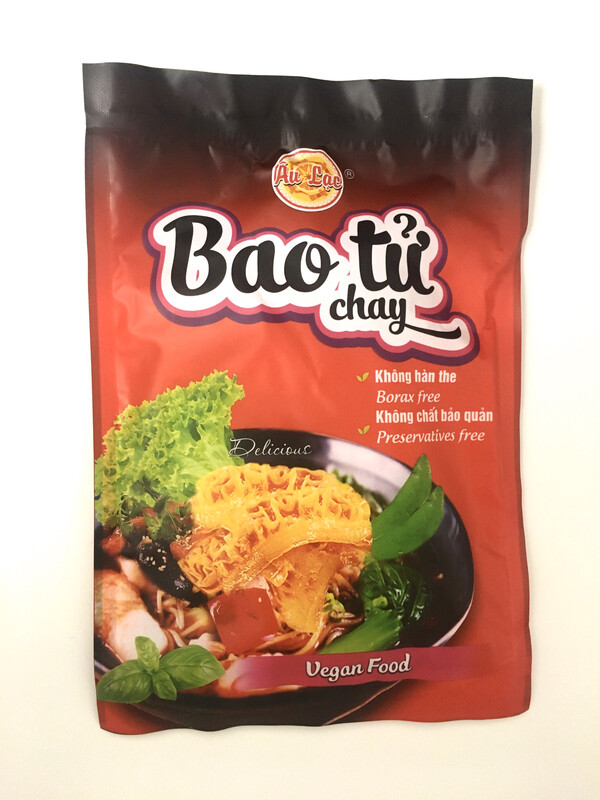 Âu Lạc ®
Bao tử
chay
Không hàn the
Borax free
Không chất bảo quản
Preservatives free
Delicious
Vegan Food